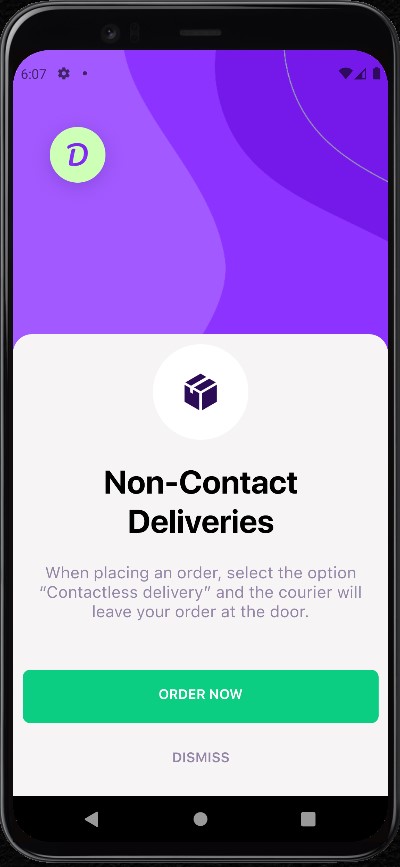 6:07
D
Non-Contact
Deliveries
When placing an order, select the option
“Contactless delivery” and the courier will
leave your order at the door.
ORDER NOW
DISMISS